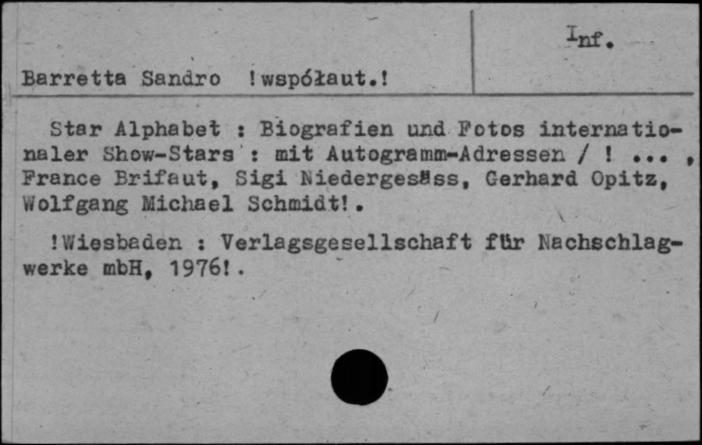 Inf.
Barretta Sandro !współaut.!
Star Alphabet : Biografien und Fotos internatio-
naler Show-Stars : mit Autogramm-Adressen / ! ... ,
France Brifaut, Sigi Niedergesäss, Gerhard Opitz,
Wolfgang Michael Schmidt!.
!Wiesbaden : Verlagsgesellschaft für Nachschlag-
werke mbH, 1976!.